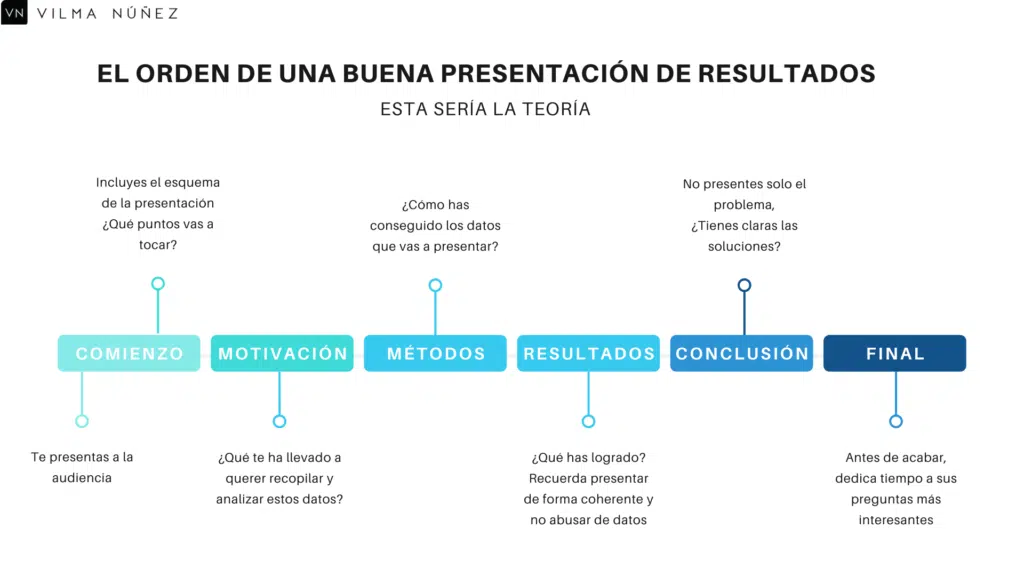 VN VILMA NÚÑEZ
EL ORDEN DE UNA BUENA PRESENTACIÓN DE RESULTADOS
ESTA SERÍA LA TEORÍA
Incluyes el esquema
de la presentación
¿Qué puntos vas a
tocar?
¿Cómo has
conseguido los datos
que vas a presentar?
No presentes solo el
problema,
¿Tienes claras las
soluciones?
COMIENZO
MOTIVACIÓN
MÉTODOS
RESULTADOS
CONCLUSIÓN
FINAL
Te presentas a la
audiencia
¿Qué te ha llevado a
querer recopilar y
analizar estos datos?
¿Qué has logrado?
Recuerda presentar
de forma coherente y
no abusar de datos
Antes de acabar,
dedica tiempo a sus
preguntas más
interesantes